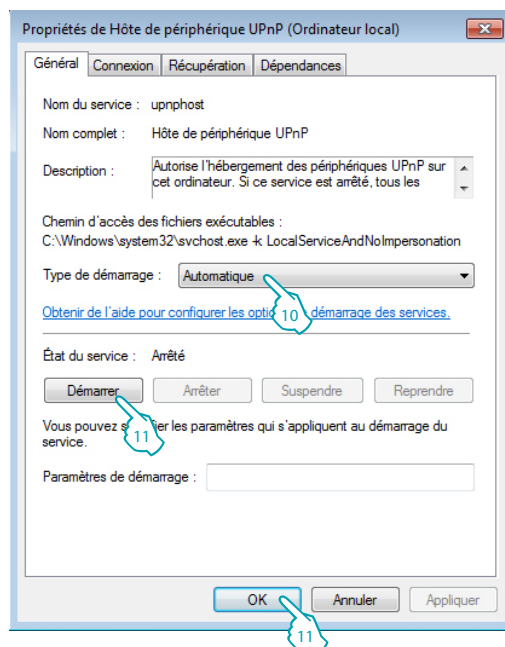 Propriétés de Hôte de périphérique UPnP (Ordinateur local)
Général Connexion Récupération Dépendances
Nom du service : upnphost
Nom complet : Hôte de périphérique UPnP
Description : Autorise l'hébergement des périphériques UPnP sur
cet ordinateur. Si ce service est arrêté, tous les
Chemin d'accès des fichiers exécutables :
C:\Windows\system32\svchost.exe -k LocalServiceAndNoImpersonation
Type de démarrage : Automatique
10
Obtenir de l'aide pour configurer les démarrage des services.
État du service : Arrêté
Démarrer Arrêter Suspendre Reprendre
11
Vous pouvez les paramètres qui s'appliquent au démarrage du
service.
Paramètres de démarrage :
OK Annuler Appliquer
11